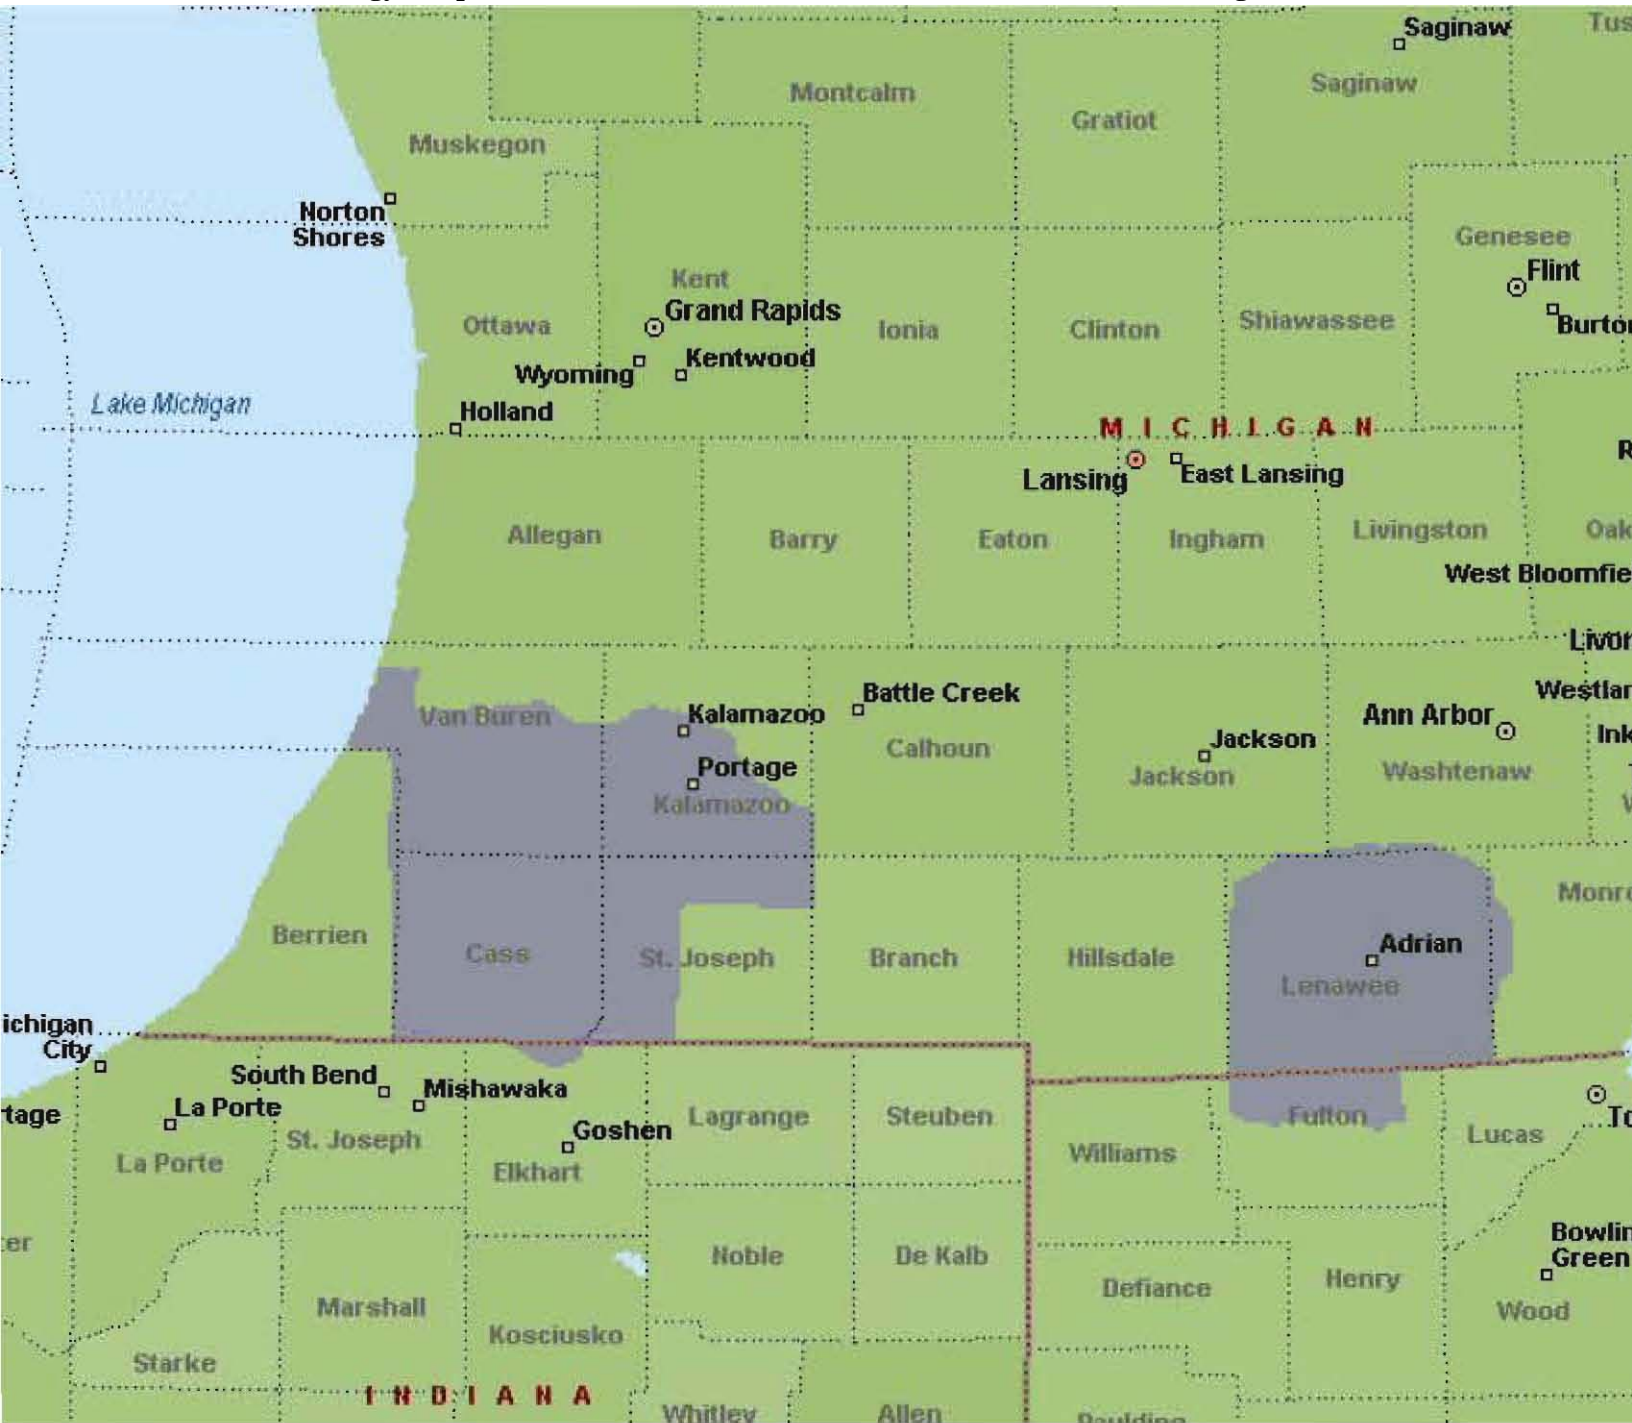 Saginaw
Montcalm
Saginaw
Gratiot
Muskegon
Norton
Shores
Genesee
Flint
Kent
Grand Rapids
Ottawa
Ionia
Clinton
Shiawassee
Wyoming
Kentwood
Lake Michigan
Holland
MICHIGAN
Lansing
East Lansing
Allegan
Barry
Eaton
Ingham
Livingston
West Bloomfie
Van Buren
Kalamazoo
Battle Creek
Ann Arbor
Calhoun
Jackson
Jackson
Washtenaw
Portage
Kalamazoo
Berrien
Cass
St. Joseph
Branch
Hillsdale
Adrian
Lenawee
ichigan
City
South Bend
Mishawaka
La Porte
rtage
St. Joseph
La Porte
Goshen
Elkhart
Lagrange
Steuben
Williams
Fulton
Lucas
Bowlin
Green
Noble
De Kalb
Defiance
Henry
Wood
Marshall
Kosciusko
Starke
INDIANA
Whitley
Allen
Paulding